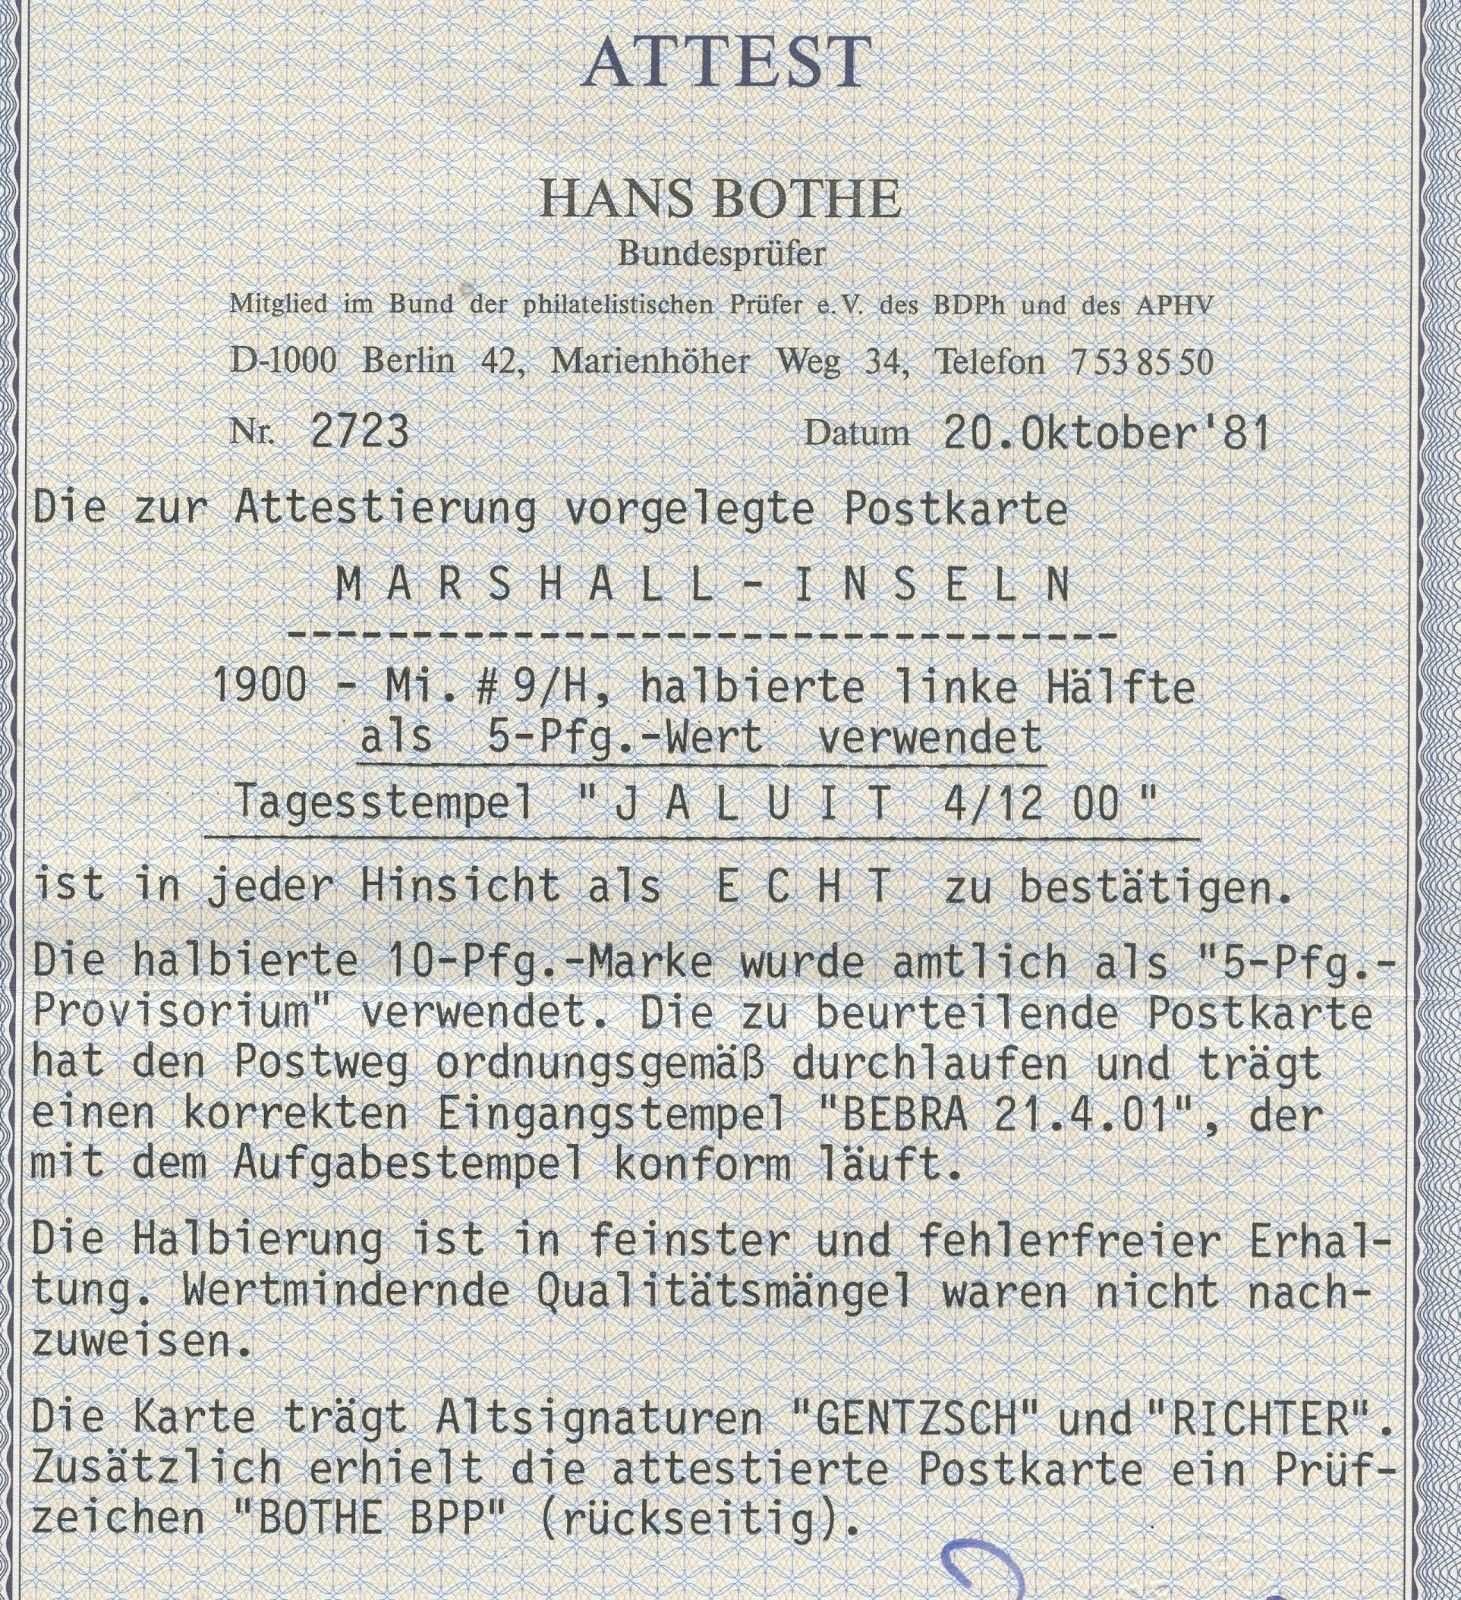 ATTEST
HANS BOTHE
Bundesprüfer
Mitglied im Bund der philatelistischen Prüfer e.V. des BDPh und des APHV
D-1000 Berlin 42, Marienhöher Weg 34, Telefon 7 53 85 50
Nr. 2723 Datum 20.Oktober'81
Die zur Attestierung vorgelegte Postkarte
M A R S H A L L - I N S E L N
---------------------------------
1900 - Mi. # 9/H, halbierte linke Hälfte
als 5-Pfg.-Wert verwendet
Tagesstempel "J A L U I T 4/12 00 "
ist in jeder Hinsicht als E C H T zu bestätigen.
Die halbierte 10-Pfg.-Marke wurde amtlich als "5-Pfg.-
Provisorium" verwendet. Die zu beurteilende Postkarte
hat den Postweg ordnungsgemäß durchlaufen und trägt
einen korrekten Eingangstempel "BEBRA 21.4.01", der
mit dem Aufgabestempel konform läuft.
Die Halbierung ist in feinster und fehlerfreier Erhal-
tung. Wertmindernde Qualitätsmängel waren nicht nach-
zuweisen.
Die Karte trägt Altsignaturen "GENTZSCH" und "RICHTER".
Zusätzlich erhielt die attestierte Postkarte ein Prüf-
zeichen "BOTHE BPP" (rückseitig).